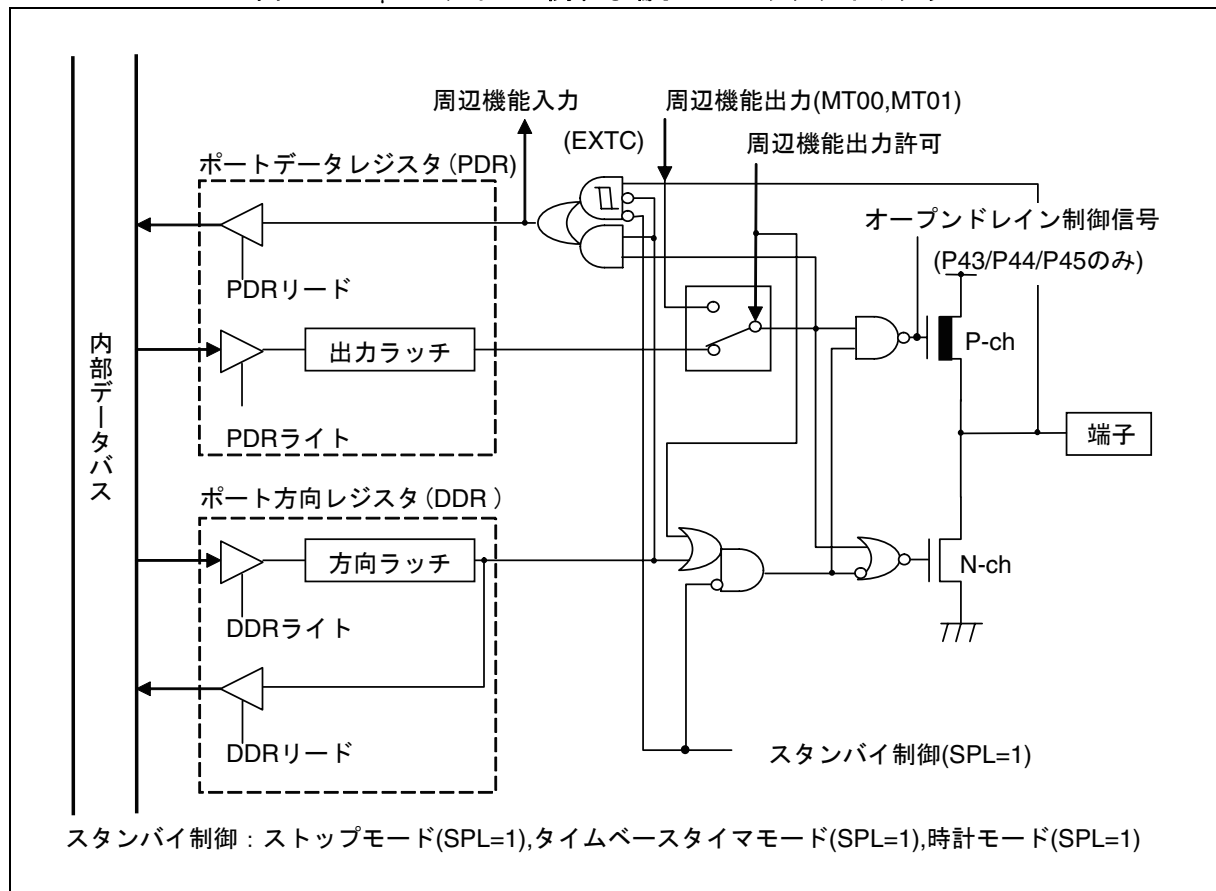 周辺機能入力
周辺機能出力(MT00,MT01)
(EXTC)
周辺機能出力許可
ポートデータレジスタ(PDR)
オープンドレイン制御信号
(P43/P44/P45のみ)
PDRリード
P-ch
内部データバス
出力ラッチ
PDRライト
端子
ポート方向レジスタ(DDR )
方向ラッチ
N-ch
DDRライト
DDRリード
スタンバイ制御(SPL=1)
スタンバイ制御：ストップモード(SPL=1),タイムベースタイマモード(SPL=1),時計モード(SPL=1)